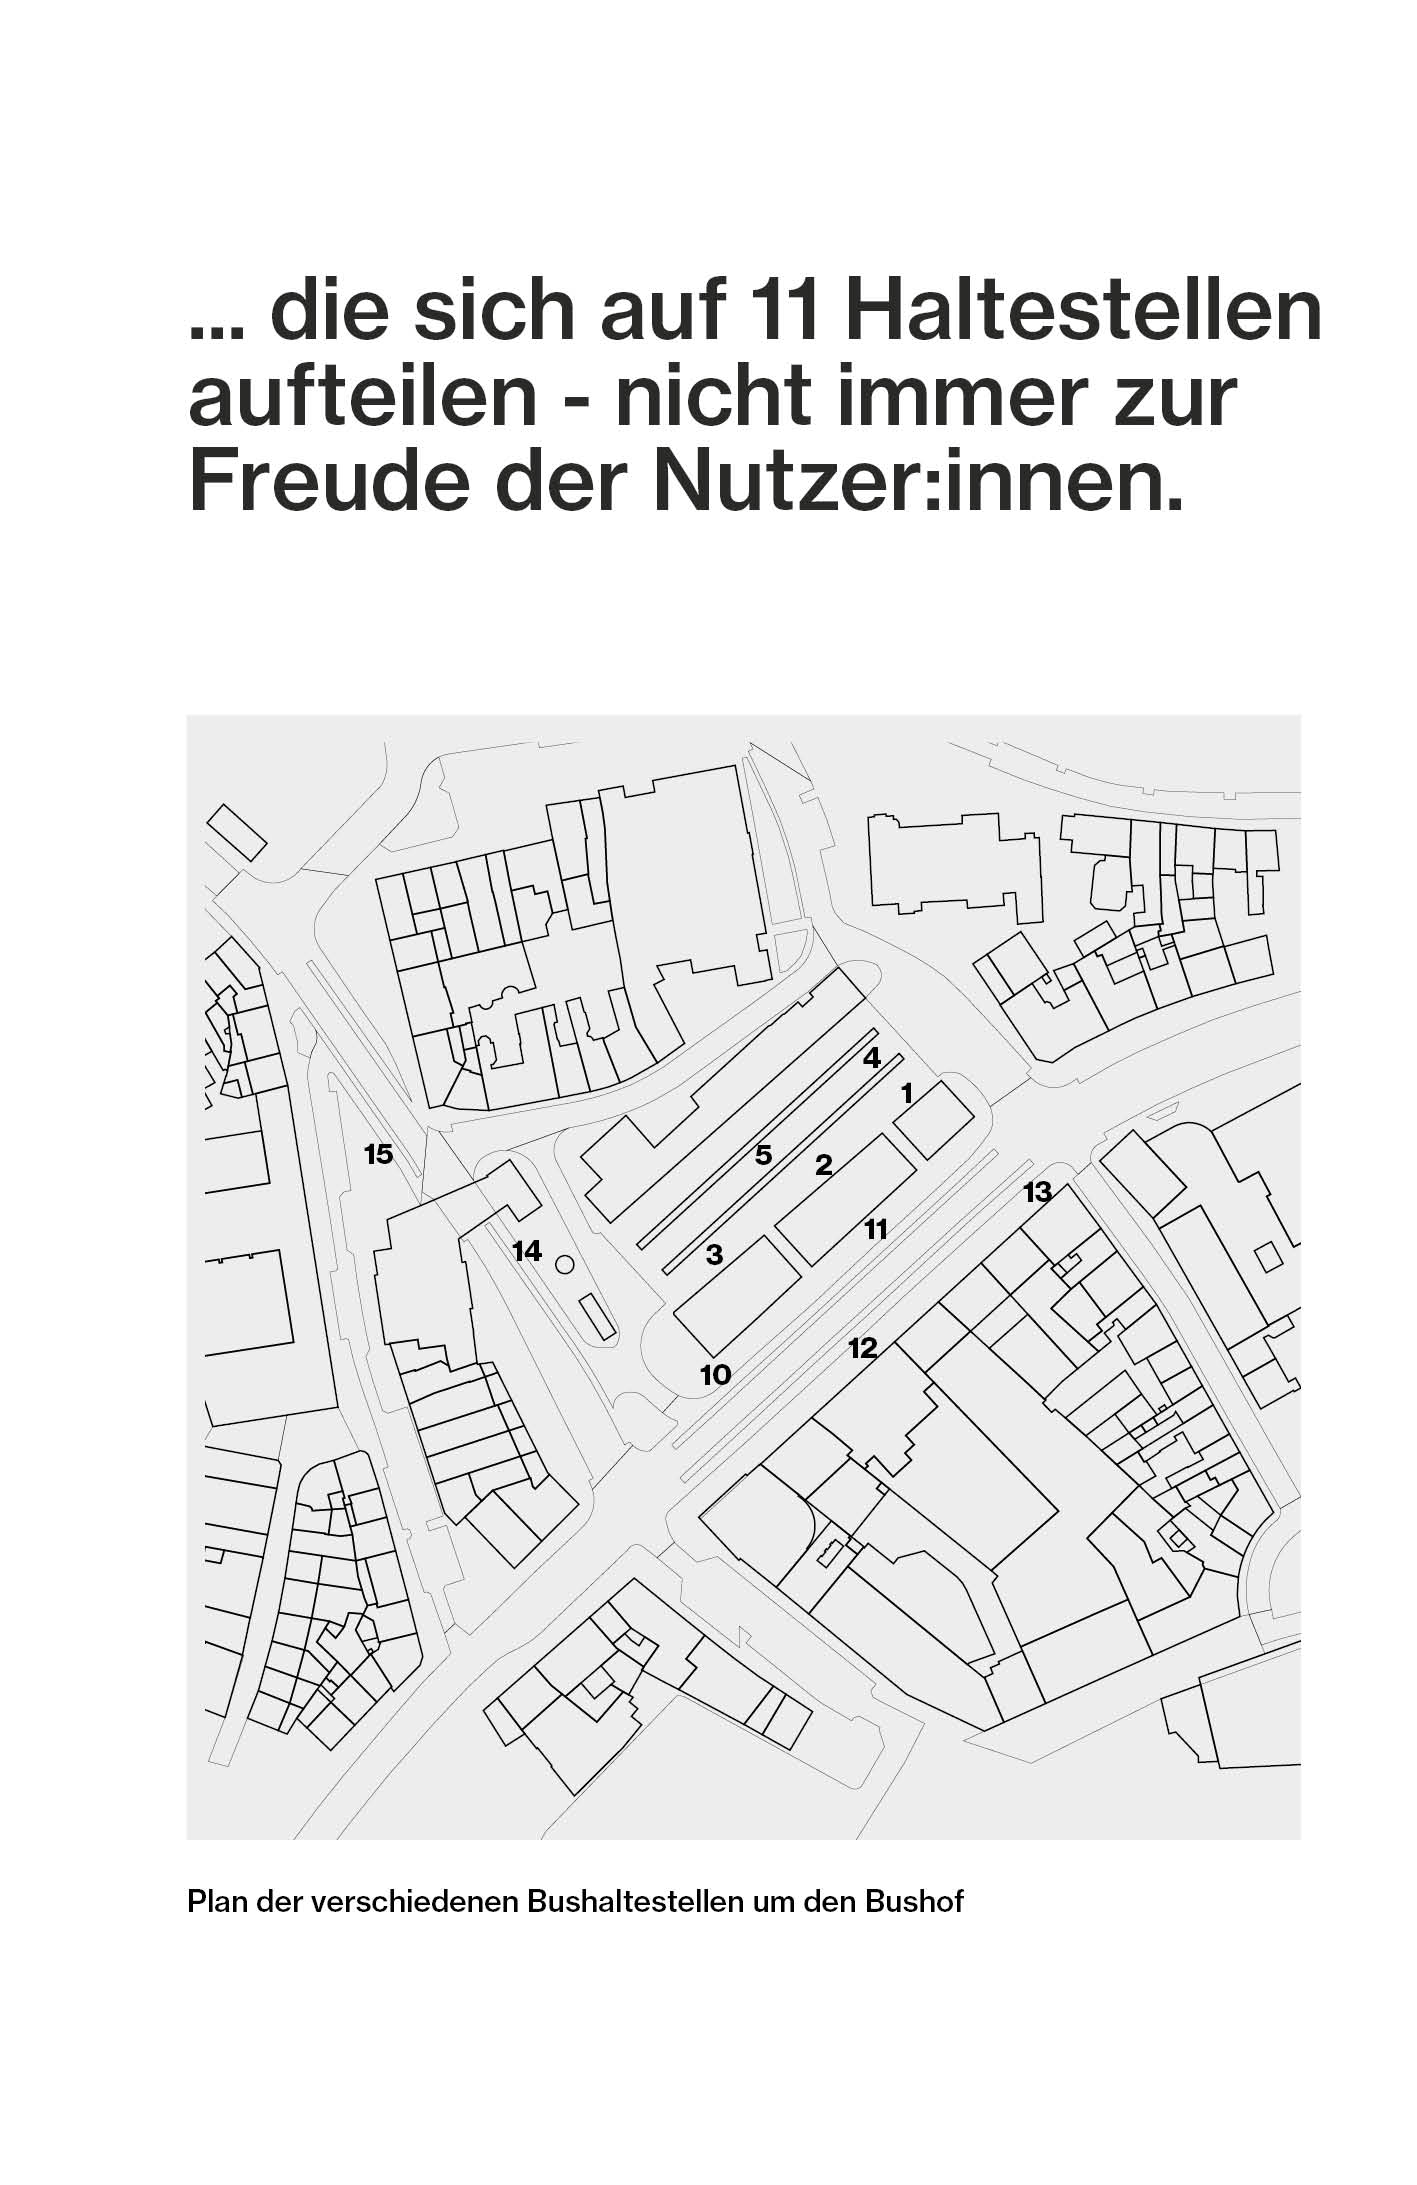 ... die sich auf 11 Haltestellen
aufteilen - nicht immer zur
Freude der Nutzer:innen.
4
1
15
5
2
13
11
14
3
12
10
Plan der verschiedenen Bushaltestellen um den Bushof